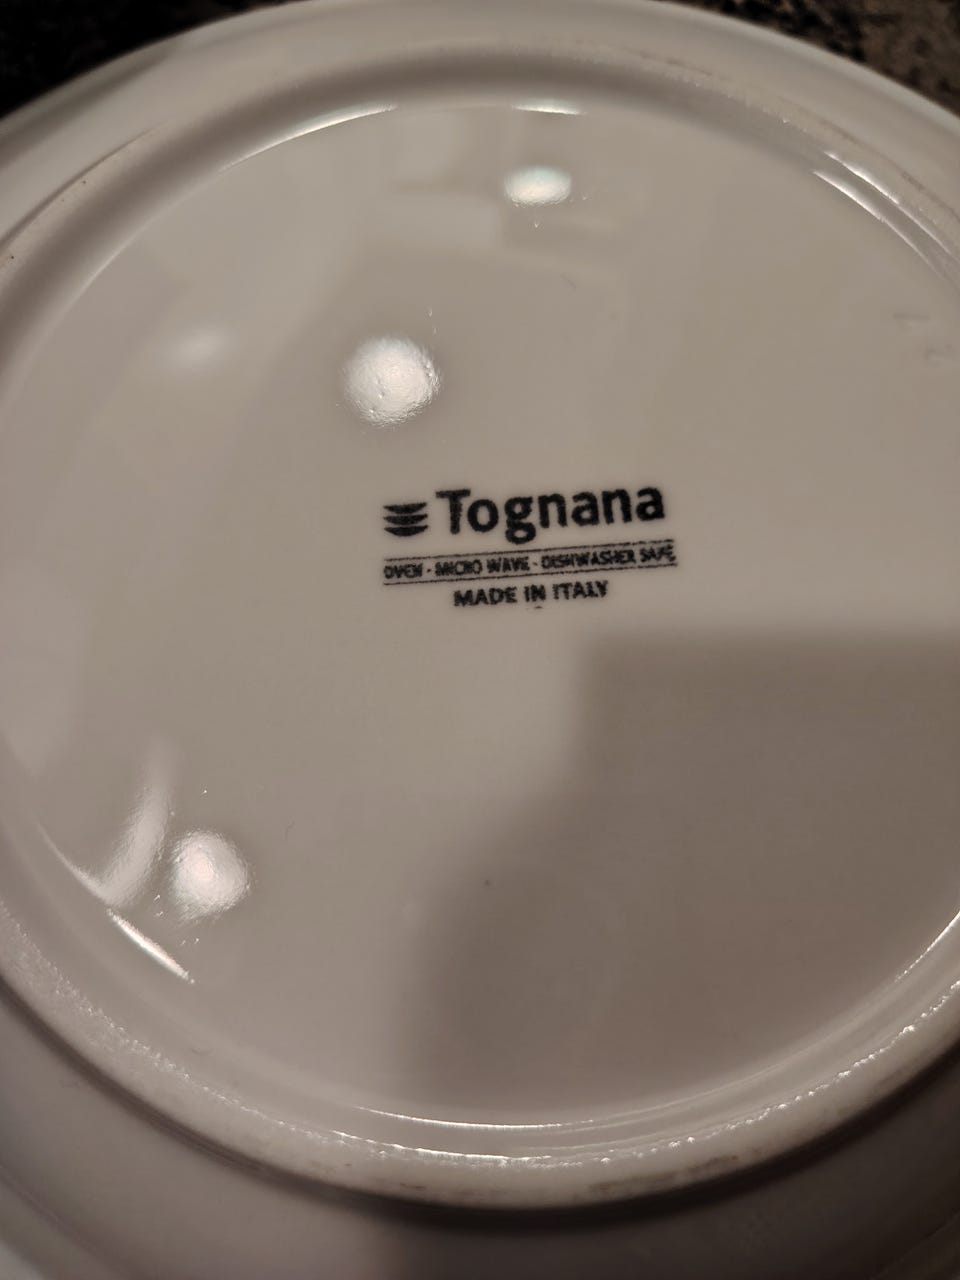 Tognana
OVEN - MICRO WAVE - DISHWASHER SAFE
MADE IN ITALY